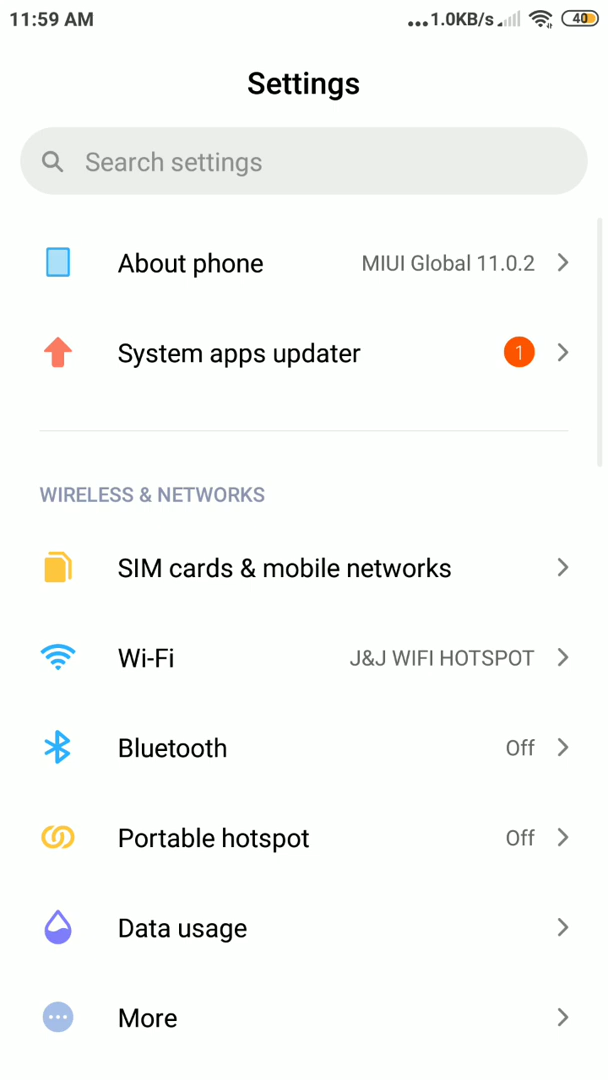 11:59 AM ...1.0KB/s 40
Settings
Search settings
About phone MIUI Global 11.0.2
System apps updater 1
WIRELESS & NETWORKS
SIM cards & mobile networks
Wi-Fi J&J WIFI HOTSPOT
Bluetooth Off
Portable hotspot Off
Data usage
More